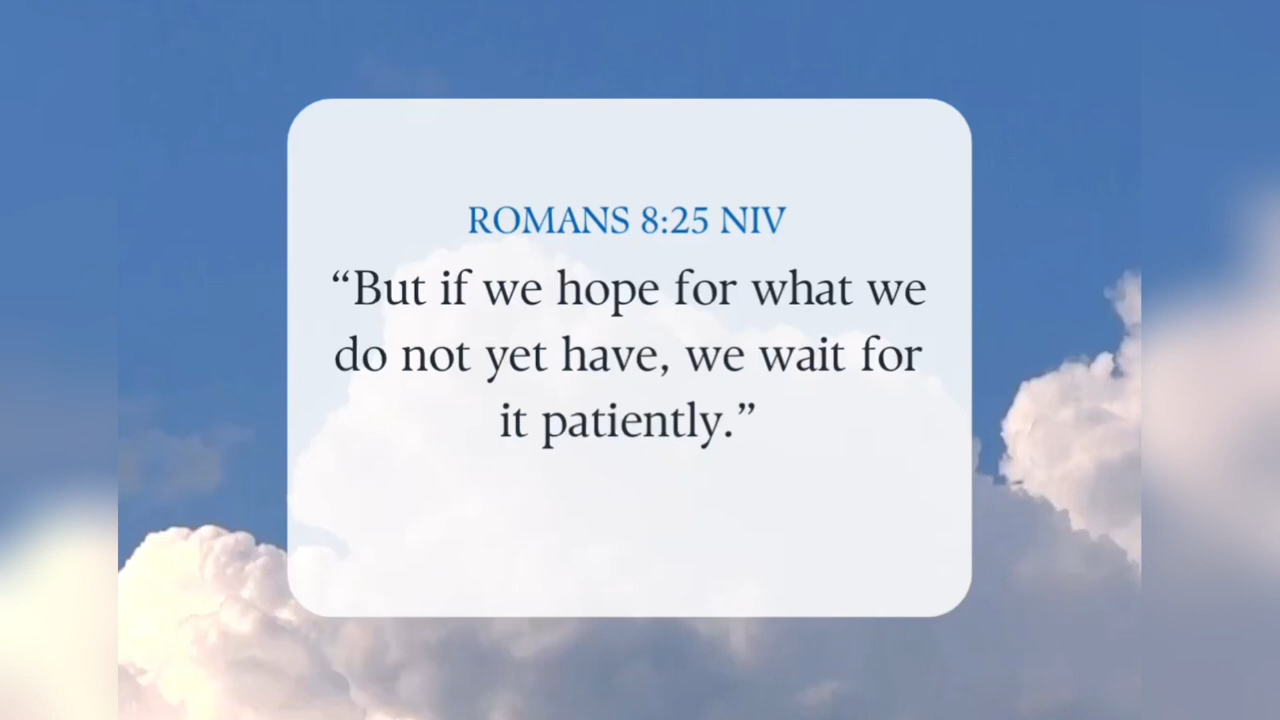 ROMANS 8:25 NIV
“But if we hope for what we
do not yet have, we wait for
it patiently.”